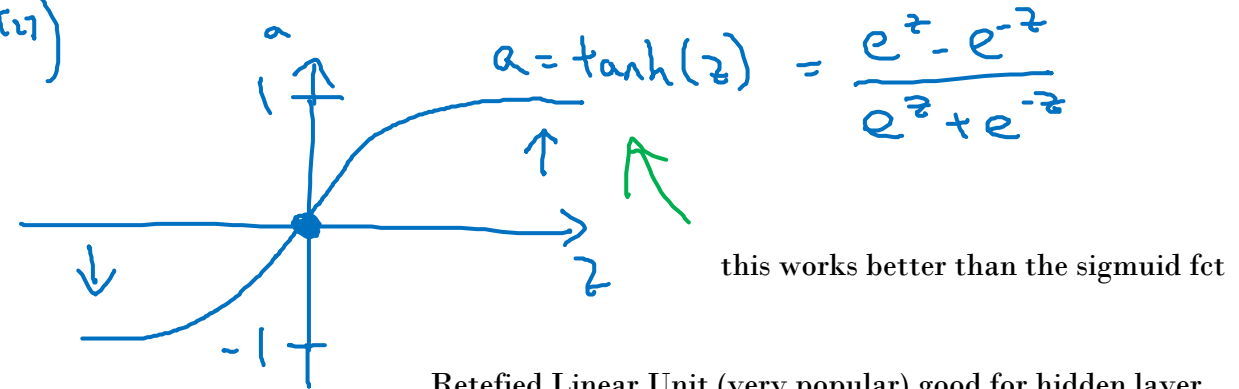 [2])
a
1
a = tanh(z) = e^z - e^-z / e^z + e^-z
z
this works better than the sigmuid fct
-1
Retefied Linear Unit (very popular) good for hidden layer